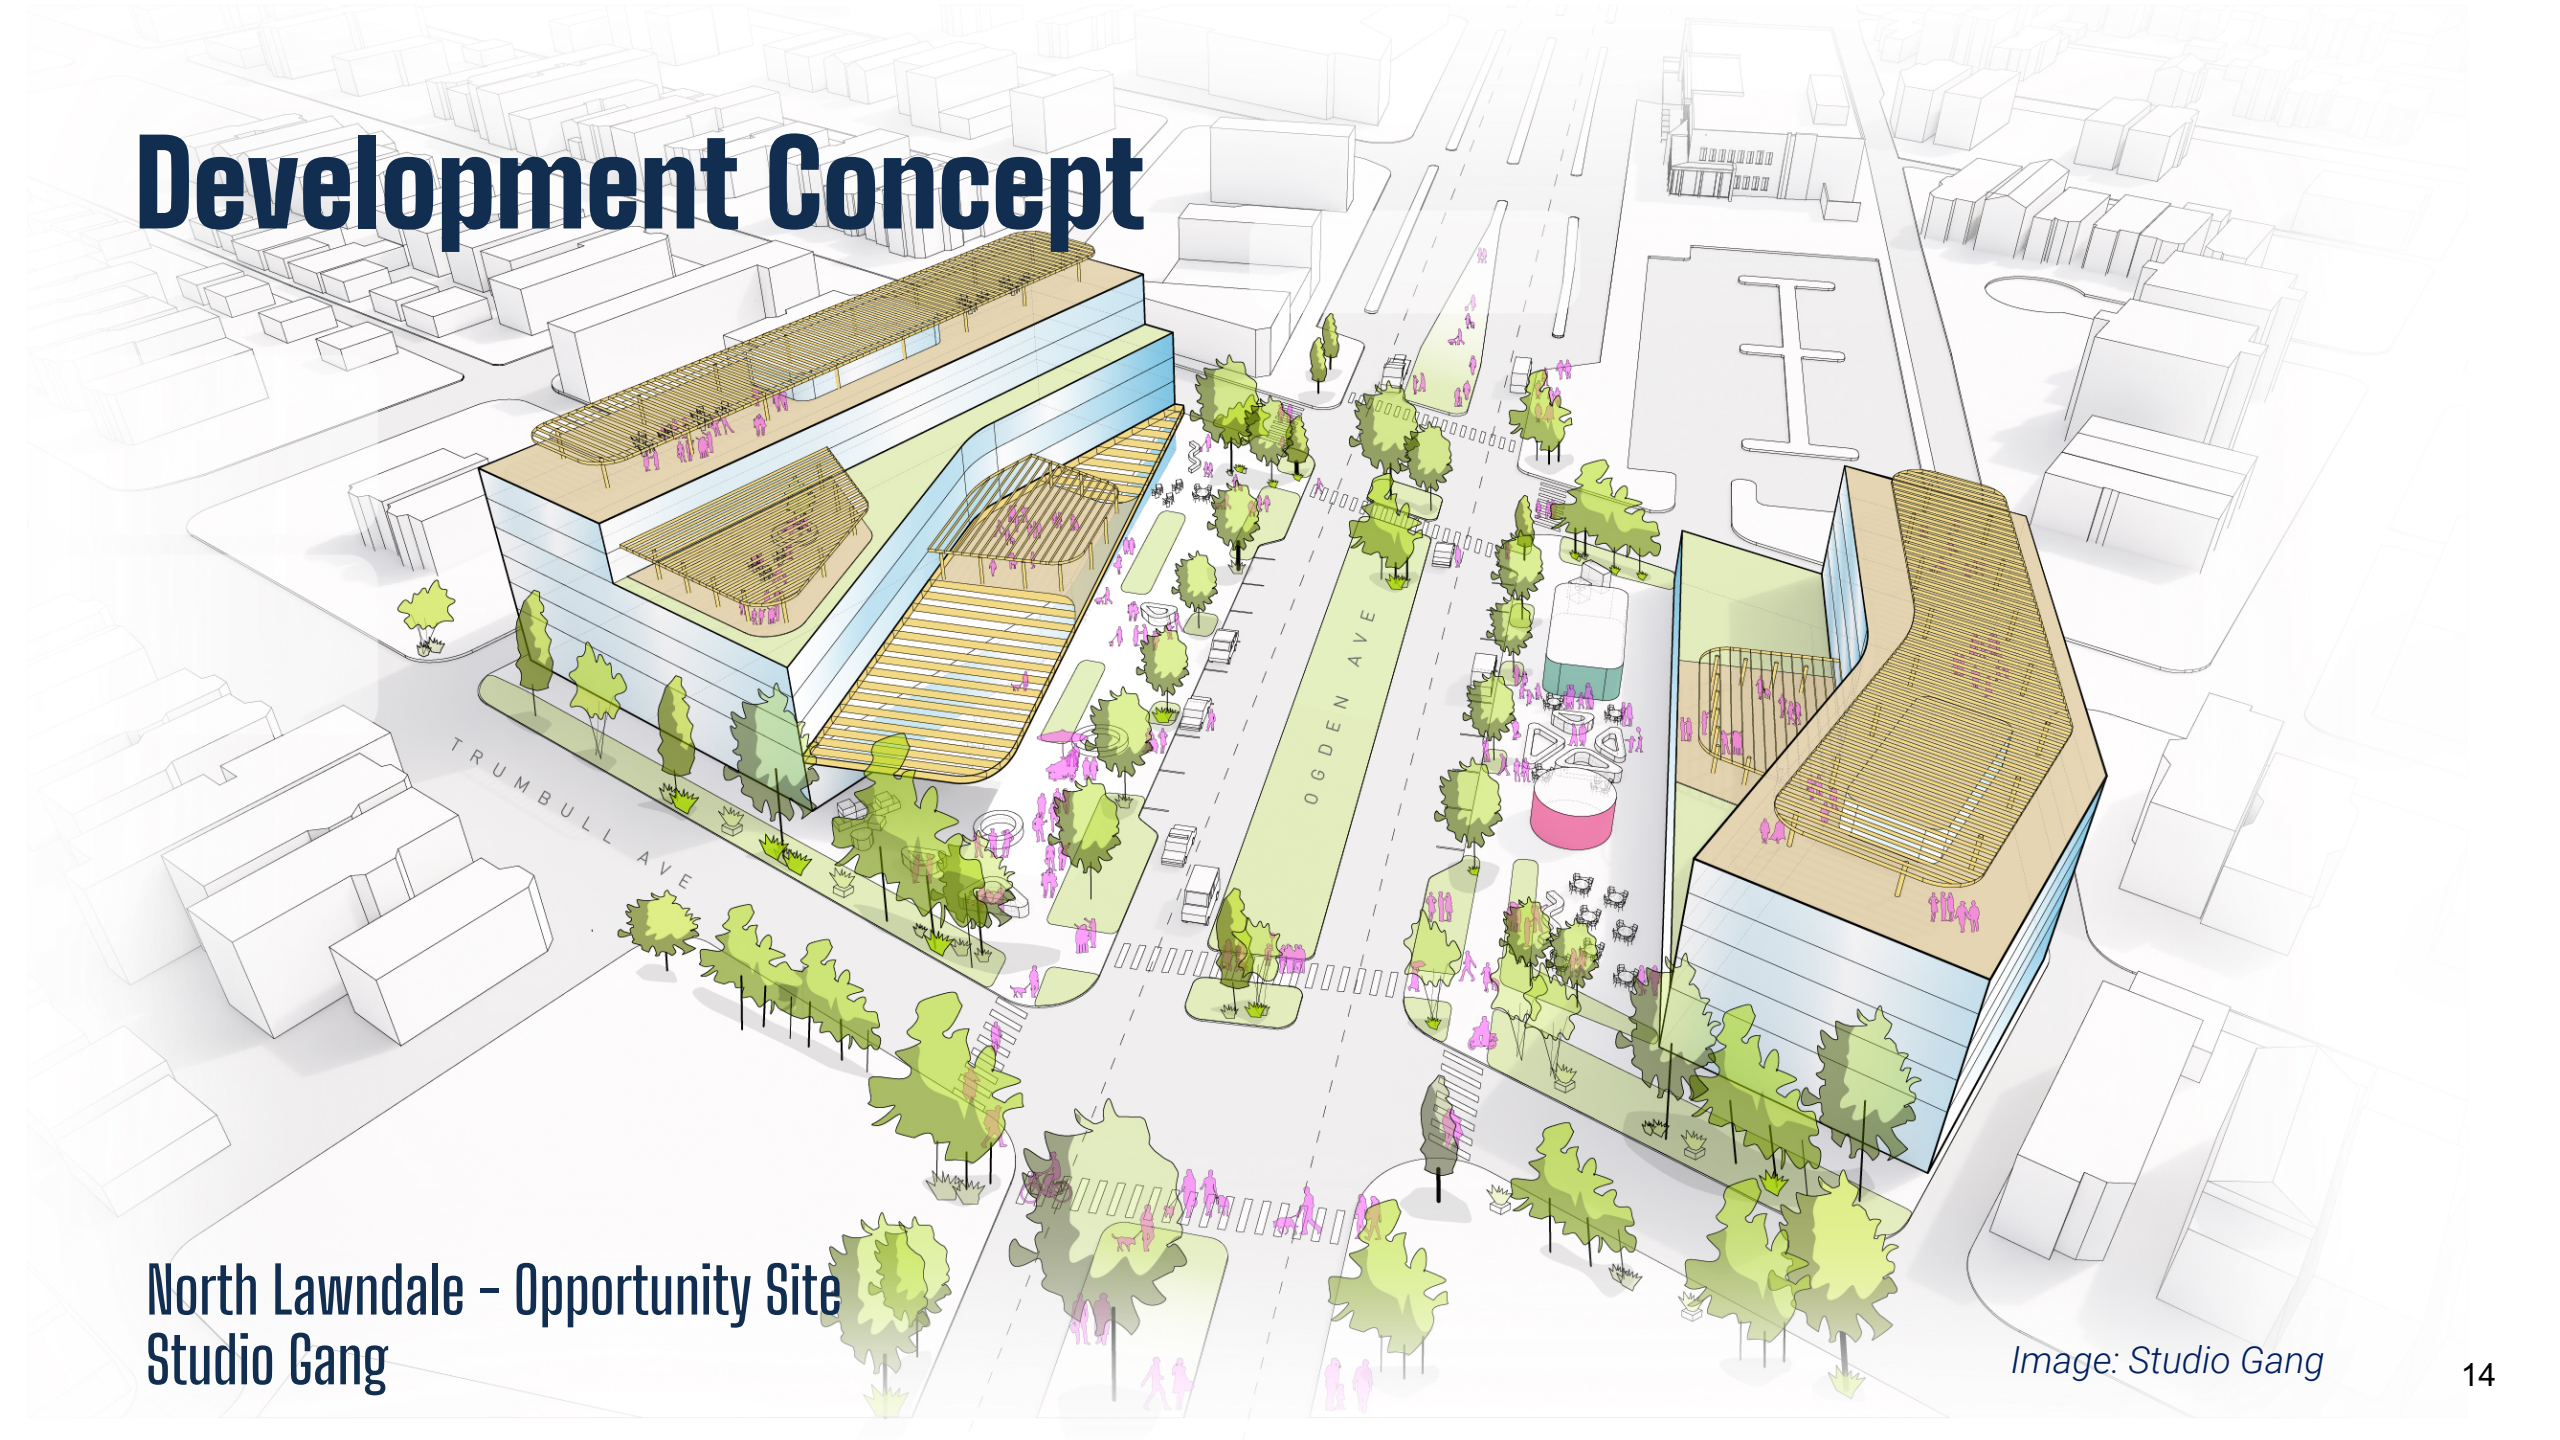 Development Concept
TRUMBULL AVE
OGDEN AVE
North Lawndale - Opportunity Site
Studio Gang
Image: Studio Gang
14